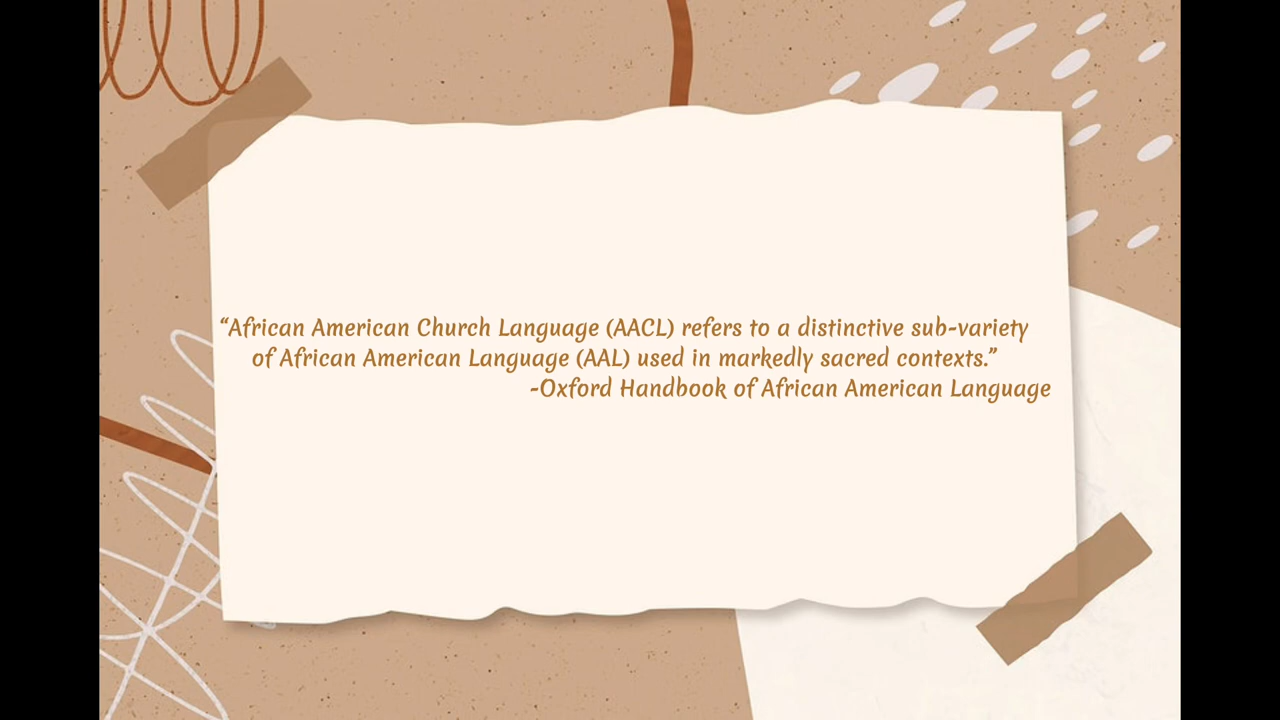 “African American Church Language (AACL) refers to a distinctive sub-variety
of African American Language (AAL) used in markedly sacred contexts.”
-Oxford Handbook of African American Language